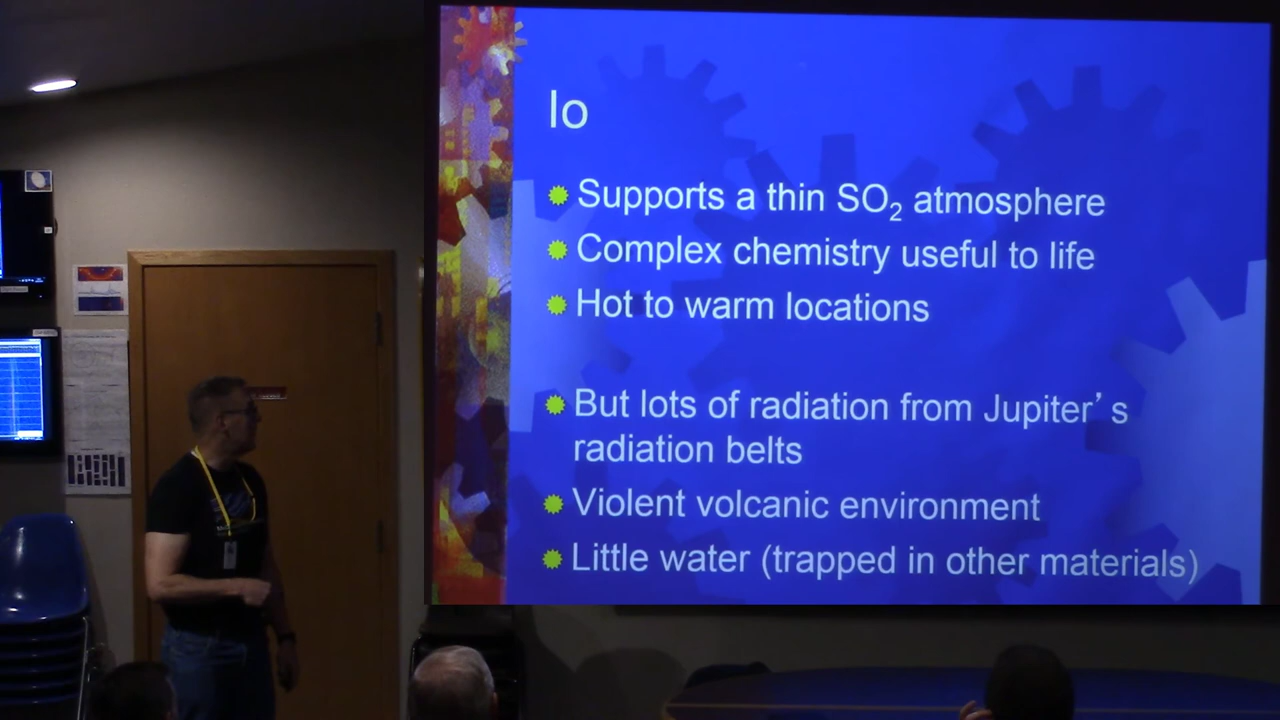 Io
Supports a thin SO₂ atmosphere
Complex chemistry useful to life
Hot to warm locations
But lots of radiation from Jupiter’s
radiation belts
Violent volcanic environment
Little water (trapped in other materials)